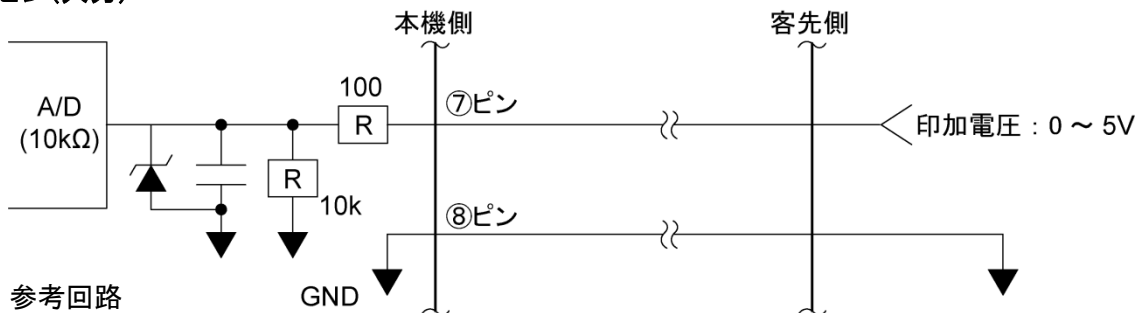 本機側
客先側
A/D
(10kΩ)
100
R
⑦ピン
印加電圧：0 ～ 5V
R
10k
⑧ピン
参考回路
GND